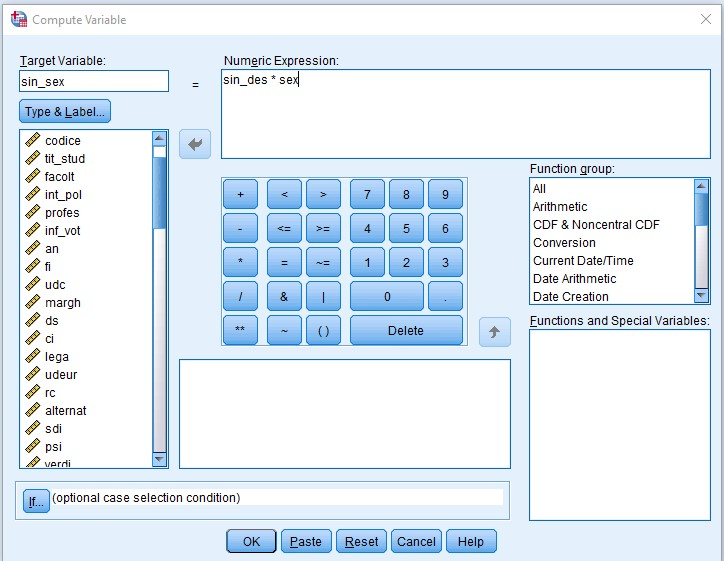 Compute Variable
Target Variable:
sin_sex
=
Numeric Expression:
sin_des * sex
Type & Label...
codice
tit_stud
facolt
int_pol
profes
inf_vot
an
fi
udc
margh
ds
ci
lega
udeur
rc
alternat
sdi
psi
verdi
+ < > 7 8 9
- <= >= 4 5 6
* = ~= 1 2 3
/ & | 0 .
** ~ ( ) Delete
Function group:
All
Arithmetic
CDF & Noncentral CDF
Conversion
Current Date/Time
Date Arithmetic
Date Creation
Functions and Special Variables:
If... (optional case selection condition)
OK Paste Reset Cancel Help